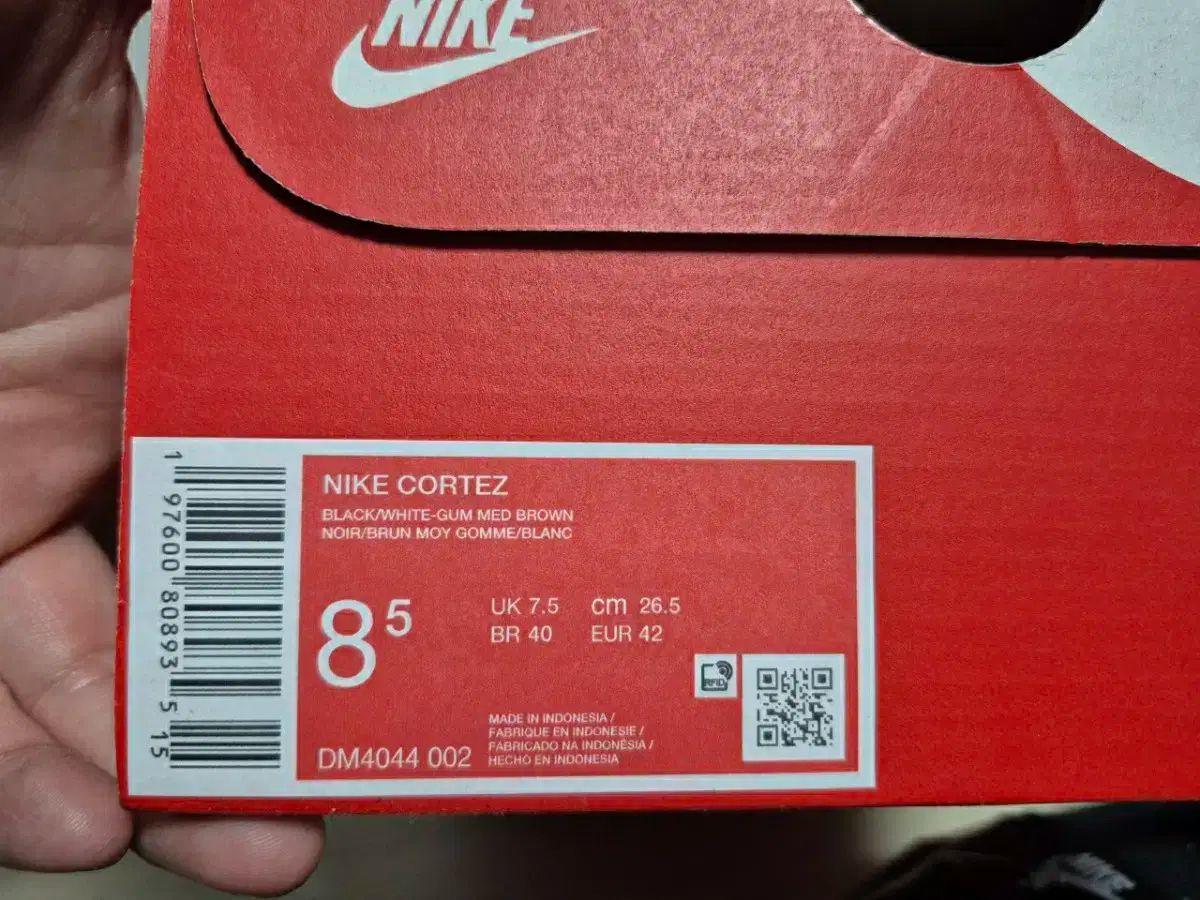 NIKE
NIKE CORTEZ
BLACK/WHITE-GUM MED BROWN
NOIR/BRUN MOY GOMME/BLANC
8 5
UK 7.5 cm 26.5
BR 40 EUR 42
RFID
MADE IN INDONESIA /
FABRIQUE EN INDONESIE /
FABRICADO NA INDONÉSIA /
HECHO EN INDONESIA
DM4044 002
1 97600 80893 5 15
NIKE